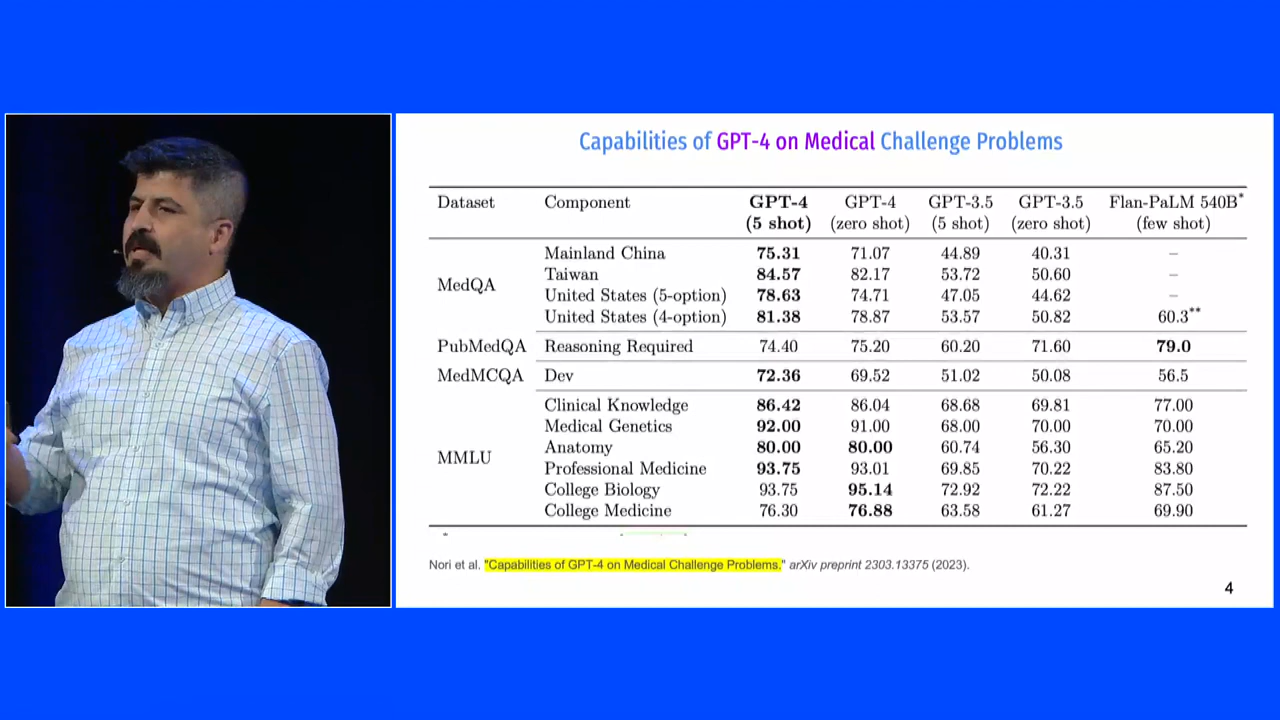 Capabilities of GPT-4 on Medical Challenge Problems
Dataset Component GPT-4 (5 shot) GPT-4 (zero shot) GPT-3.5 (5 shot) GPT-3.5 (zero shot) Flan-PaLM 540B* (few shot)
MedQA
Mainland China 75.31 71.07 44.89 40.31 –
Taiwan 84.57 82.17 53.72 50.60 –
United States (5-option) 78.63 74.71 47.05 44.62 –
United States (4-option) 81.38 78.87 53.57 50.82 60.3**
PubMedQA Reasoning Required 74.40 75.20 60.20 71.60 79.0
MedMCQA Dev 72.36 69.52 51.02 50.08 56.5
MMLU
Clinical Knowledge 86.42 86.04 68.68 69.81 77.00
Medical Genetics 92.00 91.00 68.00 70.00 70.00
Anatomy 80.00 80.00 60.74 56.30 65.20
Professional Medicine 93.75 93.01 69.85 70.22 83.80
College Biology 93.75 95.14 72.92 72.22 87.50
College Medicine 76.30 76.88 63.58 61.27 69.90
*
Nori et al. "Capabilities of GPT-4 on Medical Challenge Problems." arXiv preprint 2303.13375 (2023).
4